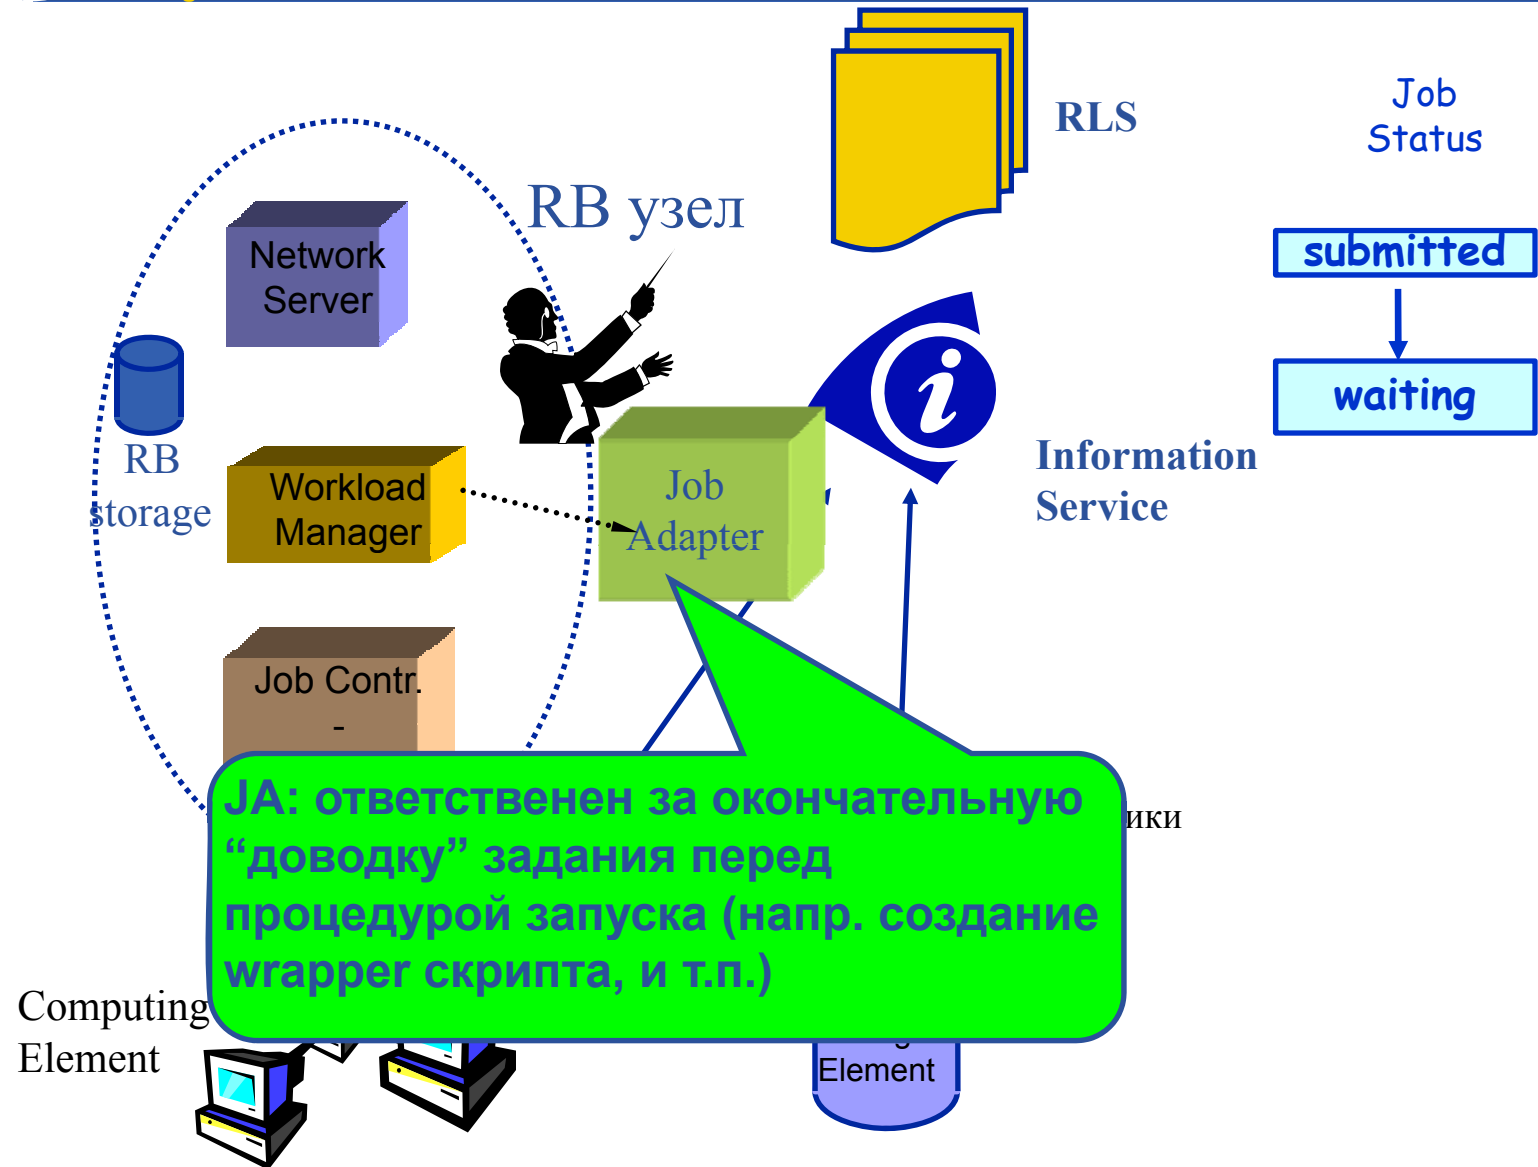 RLS
Job
Status
RB узел
Network
Server
submitted
waiting
RB
storage
Workload
Manager
Job
Adapter
Information
Service
Job Contr.
-
JA: ответственен за окончательную
“доводку” задания перед
процедурой запуска (напр. создание
wrapper скрипта, и т.п.)
Computing
Element
Element